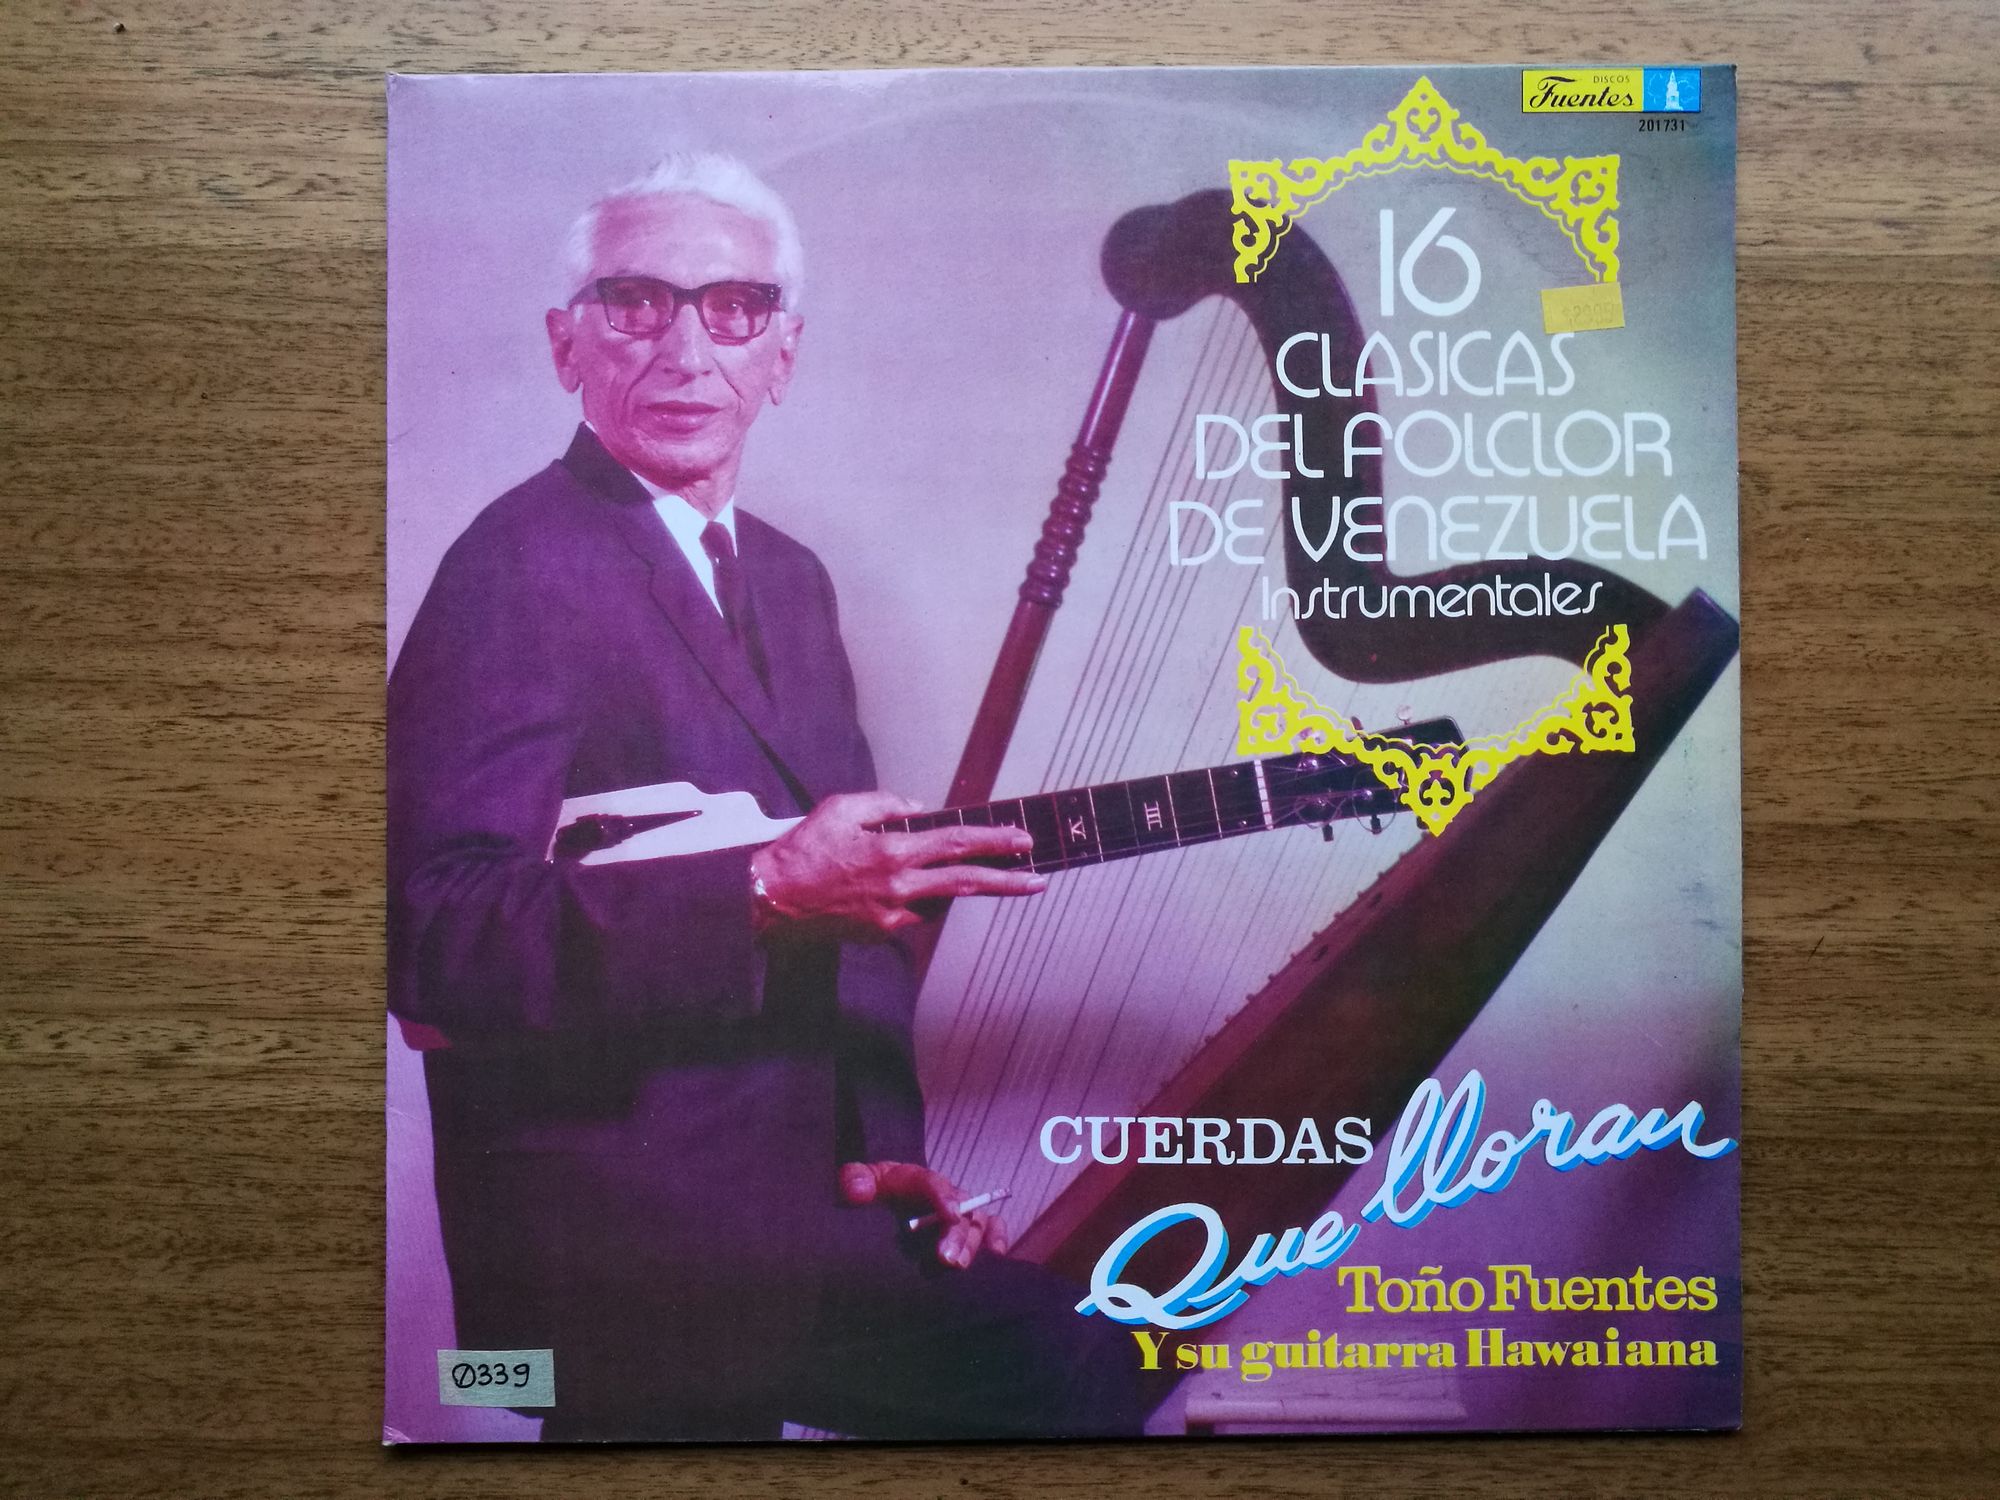 DISCOS
Fuentes
201731
16
CLASICAS
DEL FOLCLOR
DE VENEZUELA
Instrumentales
V
III
CUERDAS
Que lloran
Toño Fuentes
Y su guitarra Hawaiana
0339